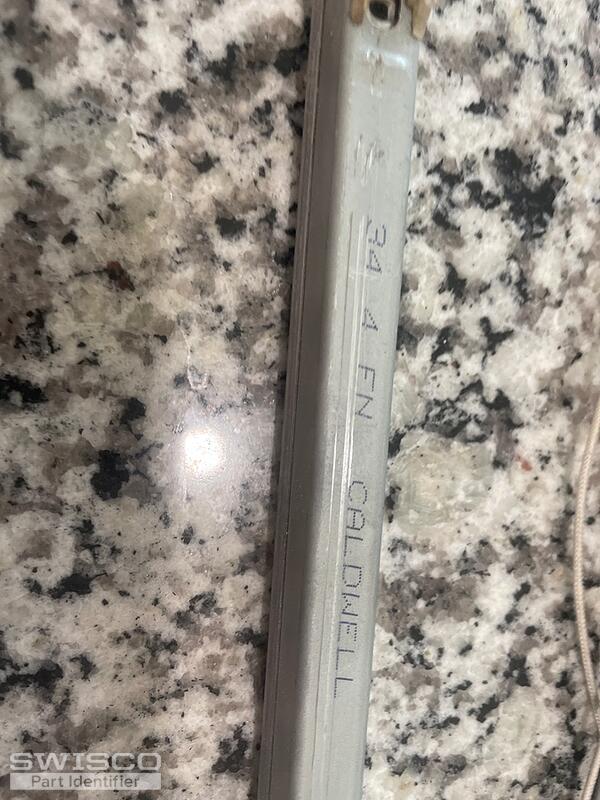 34 4 FN CALDWELL
SWISCO
Part Identifier